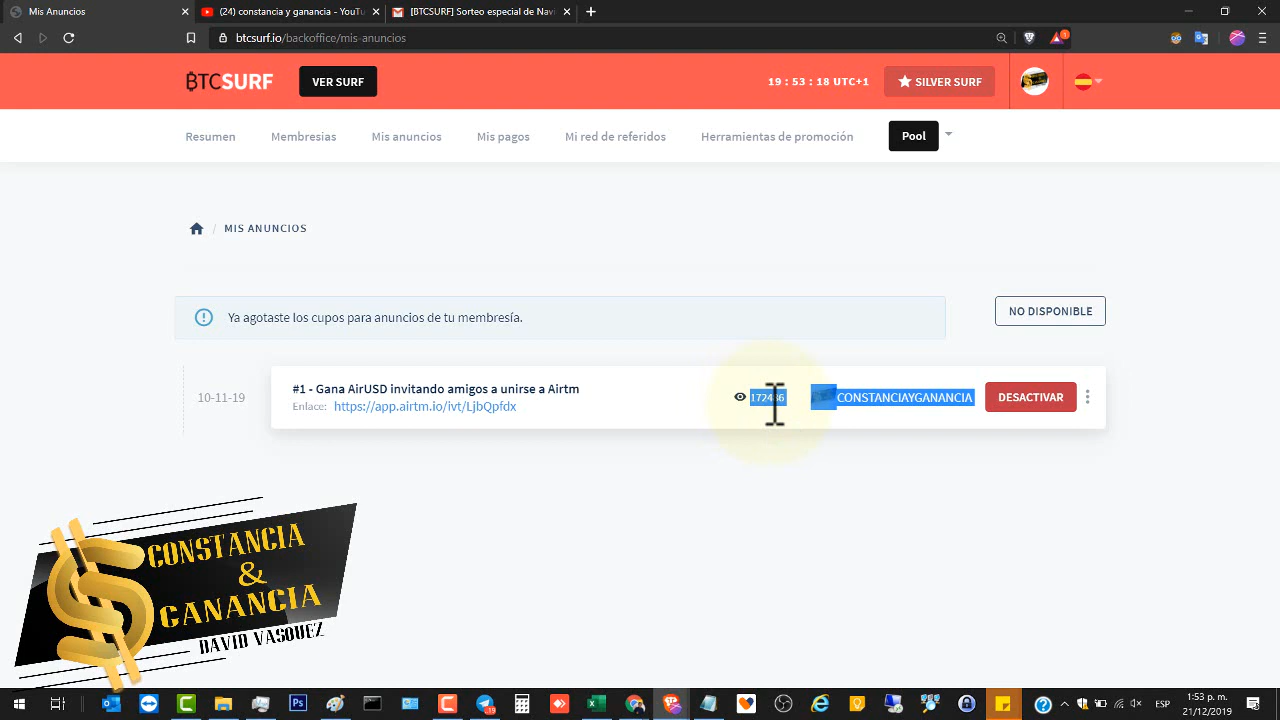 Mis Anuncios
(24) constancia y ganancia - YouT
[BTCSURF] Sorteo especial de Navi
btcsurf.io/backoffice/mis-anuncios
BTCSURF
VER SURF
19 : 53 : 18 UTC+1
SILVER SURF
Resumen
Membresias
Mis anuncios
Mis pagos
Mi red de referidos
Herramientas de promoción
Pool
MIS ANUNCIOS
Ya agotaste los cupos para anuncios de tu membresía.
NO DISPONIBLE
10-11-19
#1 - Gana AirUSD invitando amigos a unirse a Airtm
Enlace: https://app.airtm.io/ivt/LjbQpfdx
CONSTANCIAYGANANCIA
DESACTIVAR
CONSTANCIA
&
GANANCIA
DAVID VASQUEZ
ESP
1:53 p. m.
21/12/2019